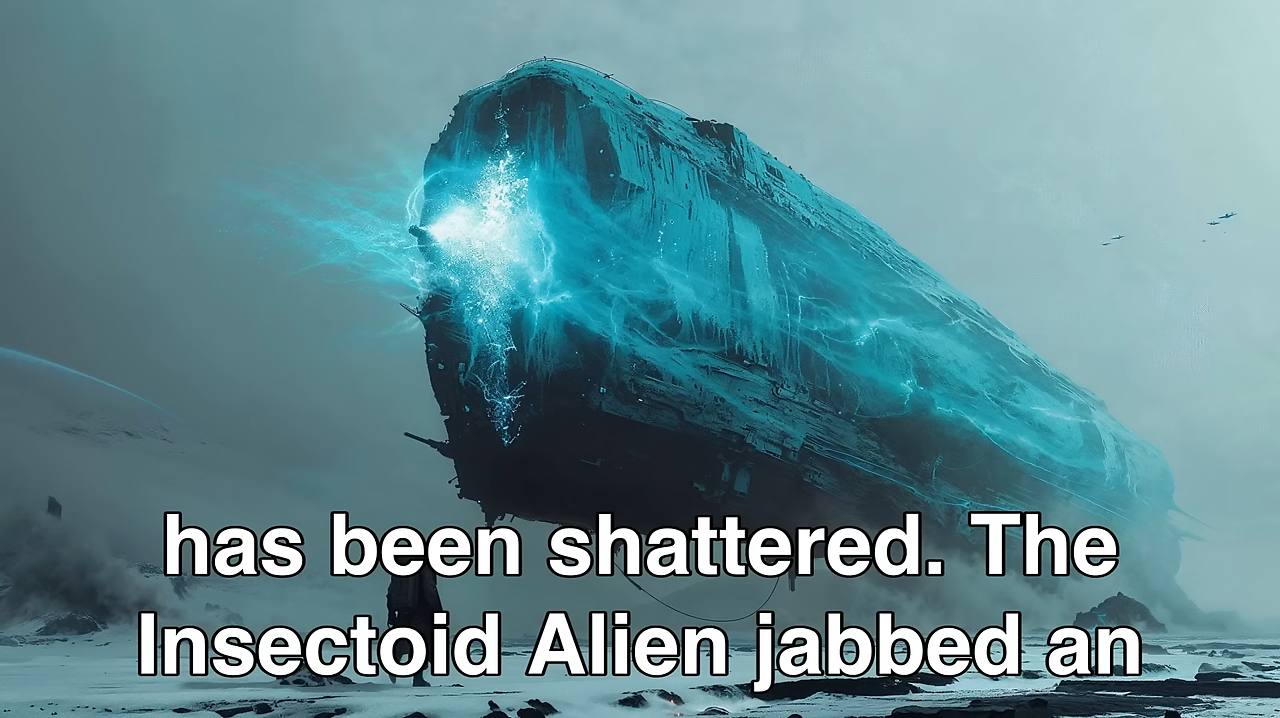 has been shattered. The
Insectoid Alien jabbed an